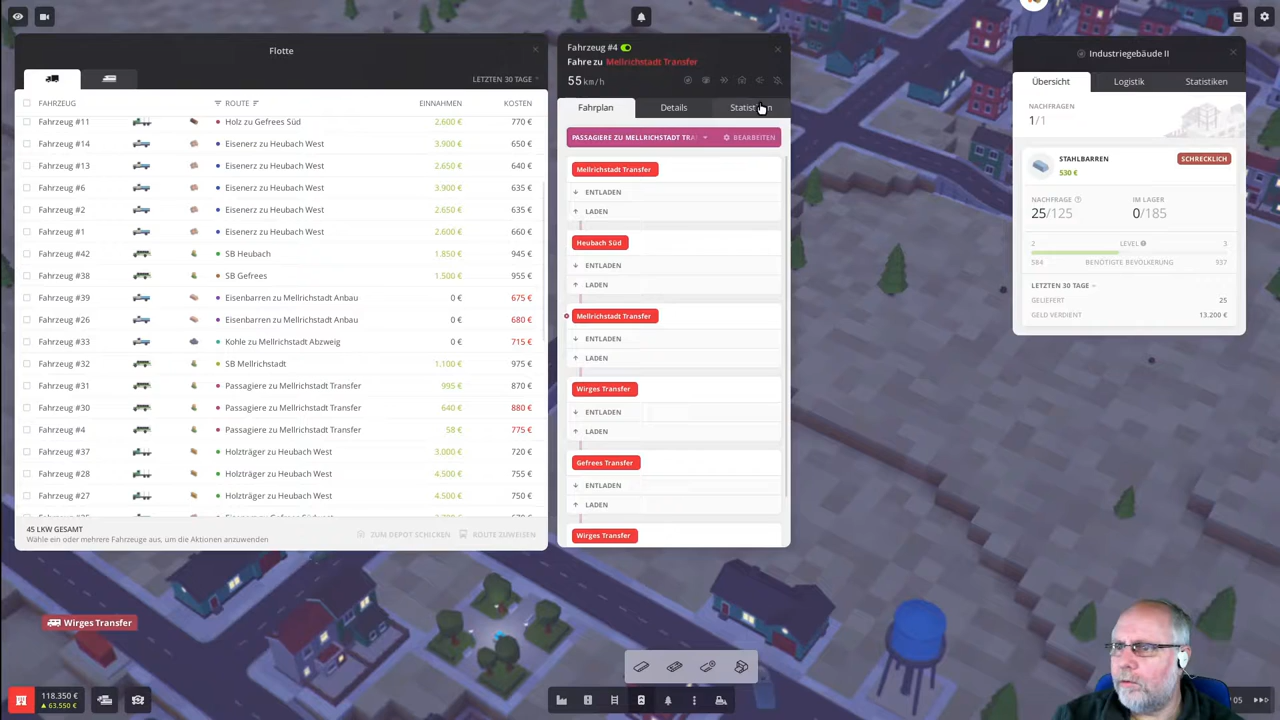 Flotte
LETZTEN 30 TAGE
FAHRZEUG ROUTE EINNAHMEN KOSTEN
Fahrzeug #11 Holz zu Gefrees Süd 2.600 € 770 €
Fahrzeug #14 Eisenerz zu Heubach West 3.900 € 650 €
Fahrzeug #13 Eisenerz zu Heubach West 2.650 € 640 €
Fahrzeug #6 Eisenerz zu Heubach West 3.900 € 635 €
Fahrzeug #2 Eisenerz zu Heubach West 2.650 € 635 €
Fahrzeug #1 Eisenerz zu Heubach West 2.600 € 660 €
Fahrzeug #42 SB Heubach 1.850 € 945 €
Fahrzeug #38 SB Gefrees 1.500 € 955 €
Fahrzeug #39 Eisenbarren zu Mellrichstadt Anbau 0 € 675 €
Fahrzeug #26 Eisenbarren zu Mellrichstadt Anbau 0 € 680 €
Fahrzeug #33 Kohle zu Mellrichstadt Abzweig 0 € 715 €
Fahrzeug #32 SB Mellrichstadt 1.100 € 975 €
Fahrzeug #31 Passagiere zu Mellrichstadt Transfer 995 € 870 €
Fahrzeug #30 Passagiere zu Mellrichstadt Transfer 640 € 880 €
Fahrzeug #4 Passagiere zu Mellrichstadt Transfer 58 € 775 €
Fahrzeug #37 Holzträger zu Heubach West 3.000 € 720 €
Fahrzeug #28 Holzträger zu Heubach West 4.500 € 755 €
Fahrzeug #27 Holzträger zu Heubach West 4.500 € 750 €
45 LKW GESAMT
Wähle ein oder mehrere Fahrzeuge aus, um die Aktionen anzuwenden
ZUM DEPOT SCHICKEN ROUTE ZUWEISEN
Fahrzeug #4
Fahre zu Mellrichstadt Transfer
55 km/h
Fahrplan Details Statistiken
PASSAGIERE ZU MELLRICHSTADT TRA BEARBEITEN
Mellrichstadt Transfer
ENTLADEN
LADEN
Heubach Süd
ENTLADEN
LADEN
Mellrichstadt Transfer
ENTLADEN
LADEN
Wirges Transfer
ENTLADEN
LADEN
Gefrees Transfer
ENTLADEN
LADEN
Wirges Transfer
Industriegebäude II
Übersicht Logistik Statistiken
NACHFRAGEN
1/1
STAHLBARREN SCHRECKLICH
530 €
NACHFRAGE IM LAGER
25/125 0/185
2 LEVEL 3
584 BENÖTIGTE BEVÖLKERUNG 937
LETZTEN 30 TAGE
GELIEFERT 25
GELD VERDIENT 13.200 €
Wirges Transfer
118.350 €
63.550 €